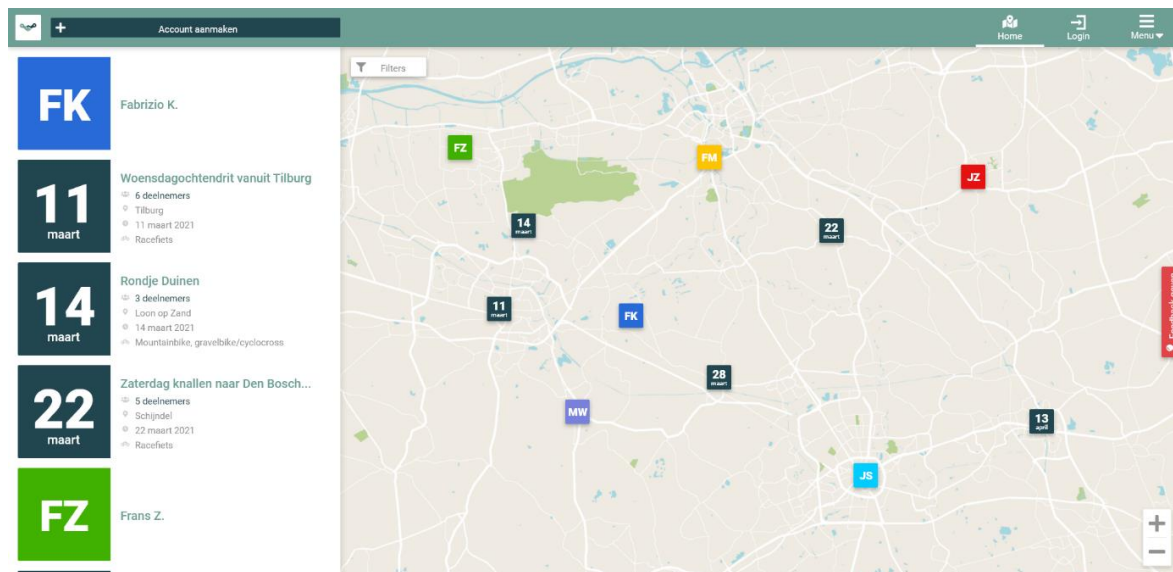 Account aanmaken
Home
Login
Menu
FK
Fabrizio K.
11
maart
Woensdagochtendrit vanuit Tilburg
6 deelnemers
Tilburg
11 maart 2021
Racefiets
14
maart
Rondje Duinen
3 deelnemers
Loon op Zand
14 maart 2021
Mountainbike, gravelbike/cyclocross
22
maart
Zaterdag knallen naar Den Bosch...
5 deelnemers
Schijndel
22 maart 2021
Racefiets
FZ
Frans Z.
Filters
FZ
FM
JZ
14
maart
22
maart
11
maart
FK
28
maart
MW
13
april
JS